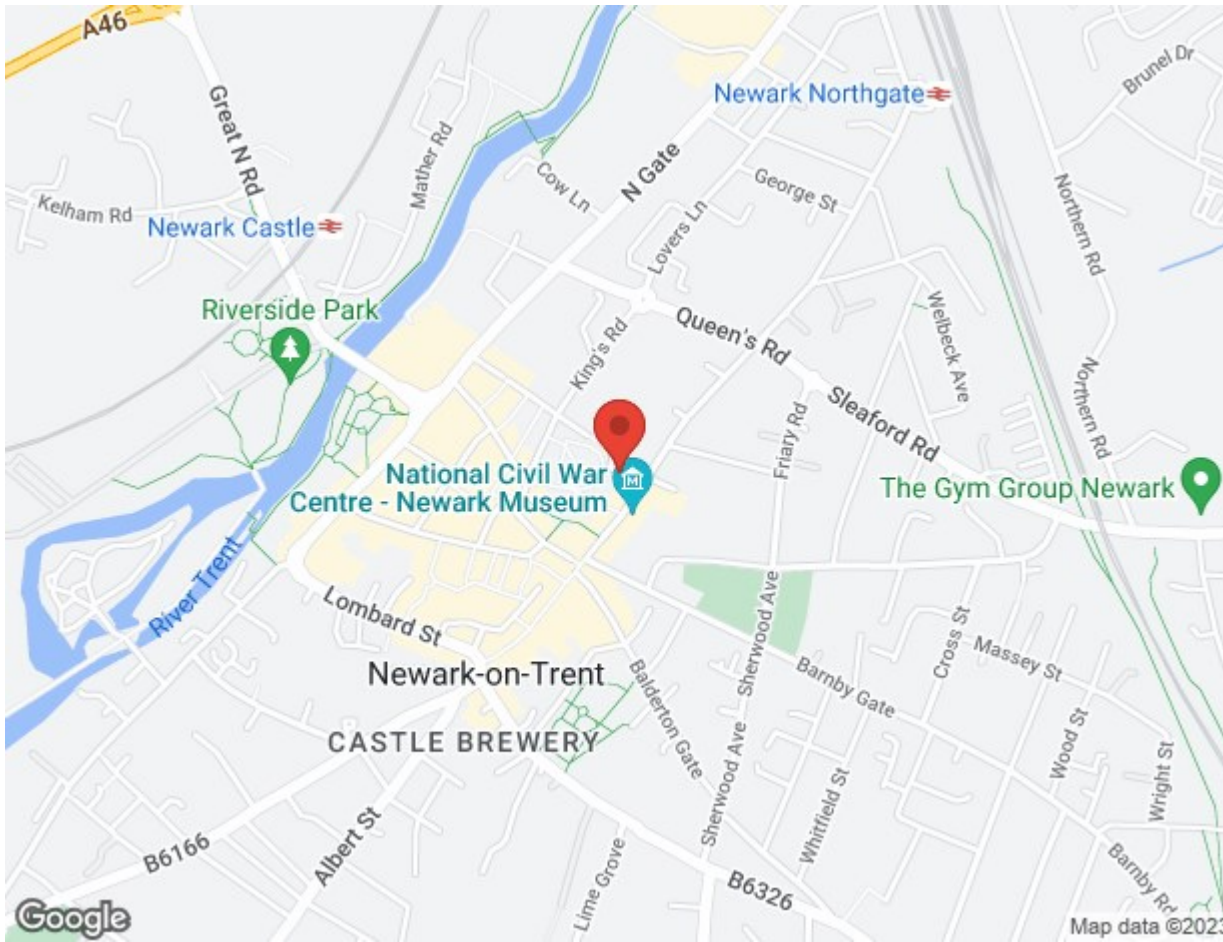 A46
Great N Rd
Mather Rd
Kelham Rd
Newark Castle
Cow Ln
N Gate
Newark Northgate
Brunel Dr
George St
Lovers Ln
Northern Rd
Riverside Park
King's Rd
Queen's Rd
Welbeck Ave
Northern Rd
Sleaford Rd
Friary Rd
National Civil War
Centre - Newark Museum
The Gym Group Newark
River Trent
Lombard St
Newark-on-Trent
CASTLE BREWERY
Balderton Gate
Sherwood Ave
Sherwood Ave
Barnby Gate
Cross St
Massey St
Wood St
Wright St
Whitfield St
Sherwood Ave
B6166
Albert St
Lime Grove
B6326
Barnby Rd
Google
Map data ©2023